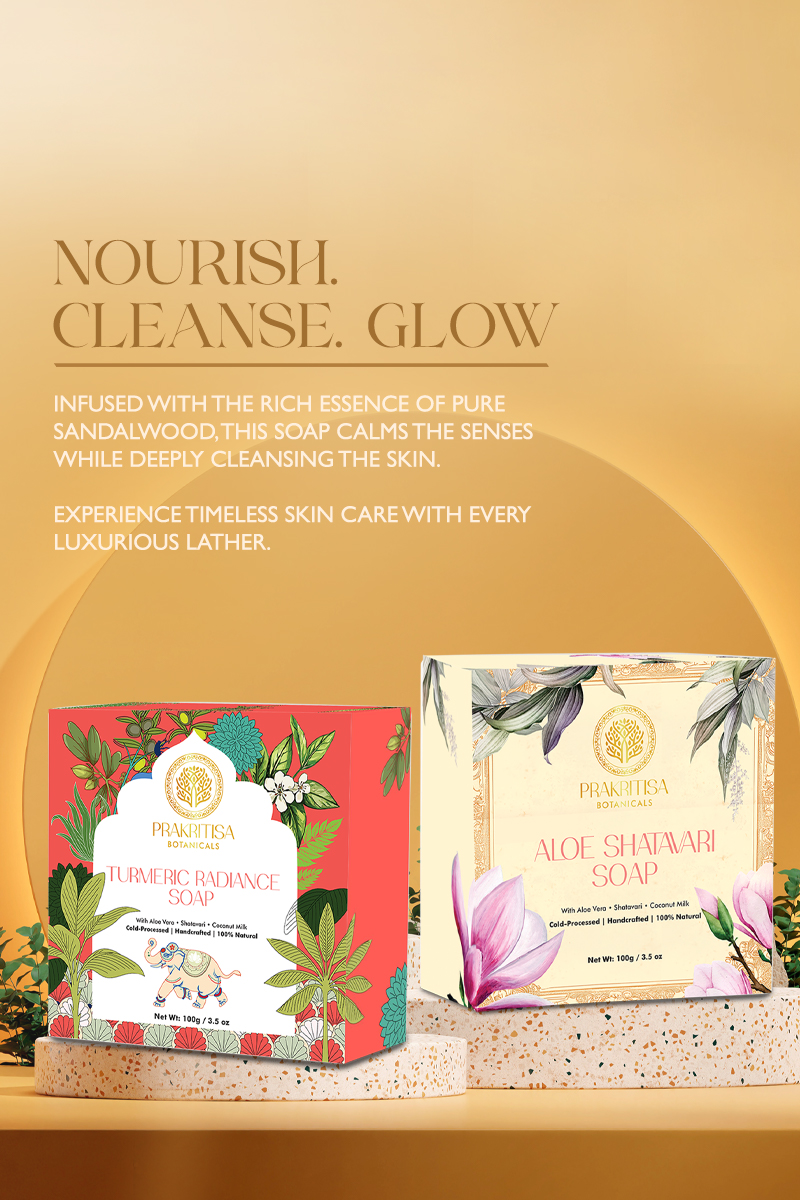 NOURISH.
CLEANSE. GLOW
INFUSED WITH THE RICH ESSENCE OF PURE
SANDALWOOD, THIS SOAP CALMS THE SENSES
WHILE DEEPLY CLEANSING THE SKIN.
EXPERIENCE TIMELESS SKIN CARE WITH EVERY
LUXURIOUS LATHER.
PRAKRITISA
BOTANICALS
TURMERIC RADIANCE
SOAP
With Aloe Vera • Shatavari • Coconut Milk
Cold-Processed | Handcrafted | 100% Natural
Net Wt: 100g / 3.5 oz
PRAKRITISA
BOTANICALS
ALOE SHATAVARI
SOAP
With Aloe Vera • Shatavari • Coconut Milk
Cold-Processed | Handcrafted | 100% Natural
Net Wt: 100g / 3.5 oz